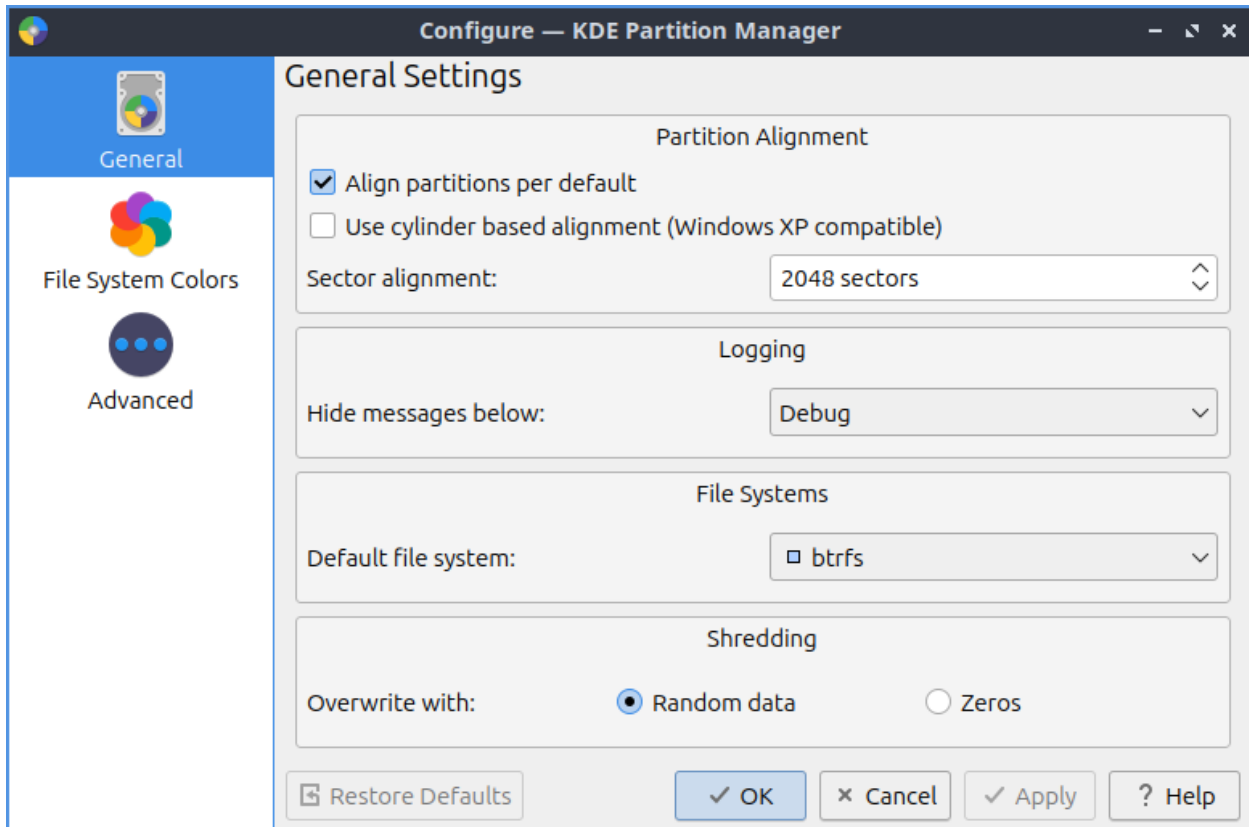 Configure — KDE Partition Manager
General
File System Colors
Advanced
General Settings
Partition Alignment
Align partitions per default
Use cylinder based alignment (Windows XP compatible)
Sector alignment: 2048 sectors
Logging
Hide messages below: Debug
File Systems
Default file system: btrfs
Shredding
Overwrite with: Random data Zeros
Restore Defaults OK Cancel Apply ? Help